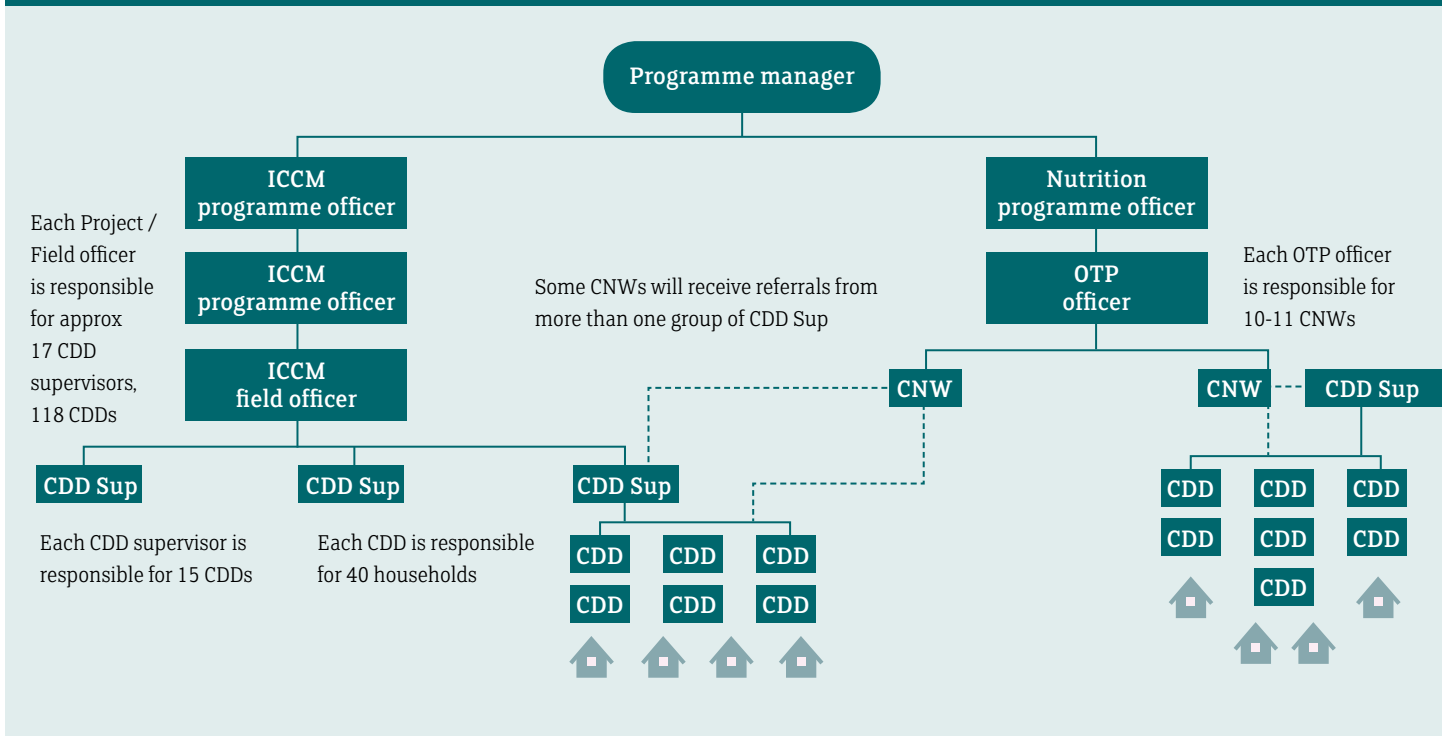 Programme manager
ICCM
programme officer
Nutrition
programme officer
Each Project /
Field officer
is responsible
for approx
17 CDD
supervisors,
118 CDDs
ICCM
programme officer
Some CNWs will receive referrals from
more than one group of CDD Sup
OTP
officer
Each OTP officer
is responsible for
10-11 CNWs
ICCM
field officer
CNW
CNW
CDD Sup
CDD Sup
CDD Sup
CDD Sup
Each CDD supervisor is
responsible for 15 CDDs
Each CDD is responsible
for 40 households
CDD CDD CDD
CDD CDD CDD
CDD CDD CDD
CDD CDD CDD
CDD